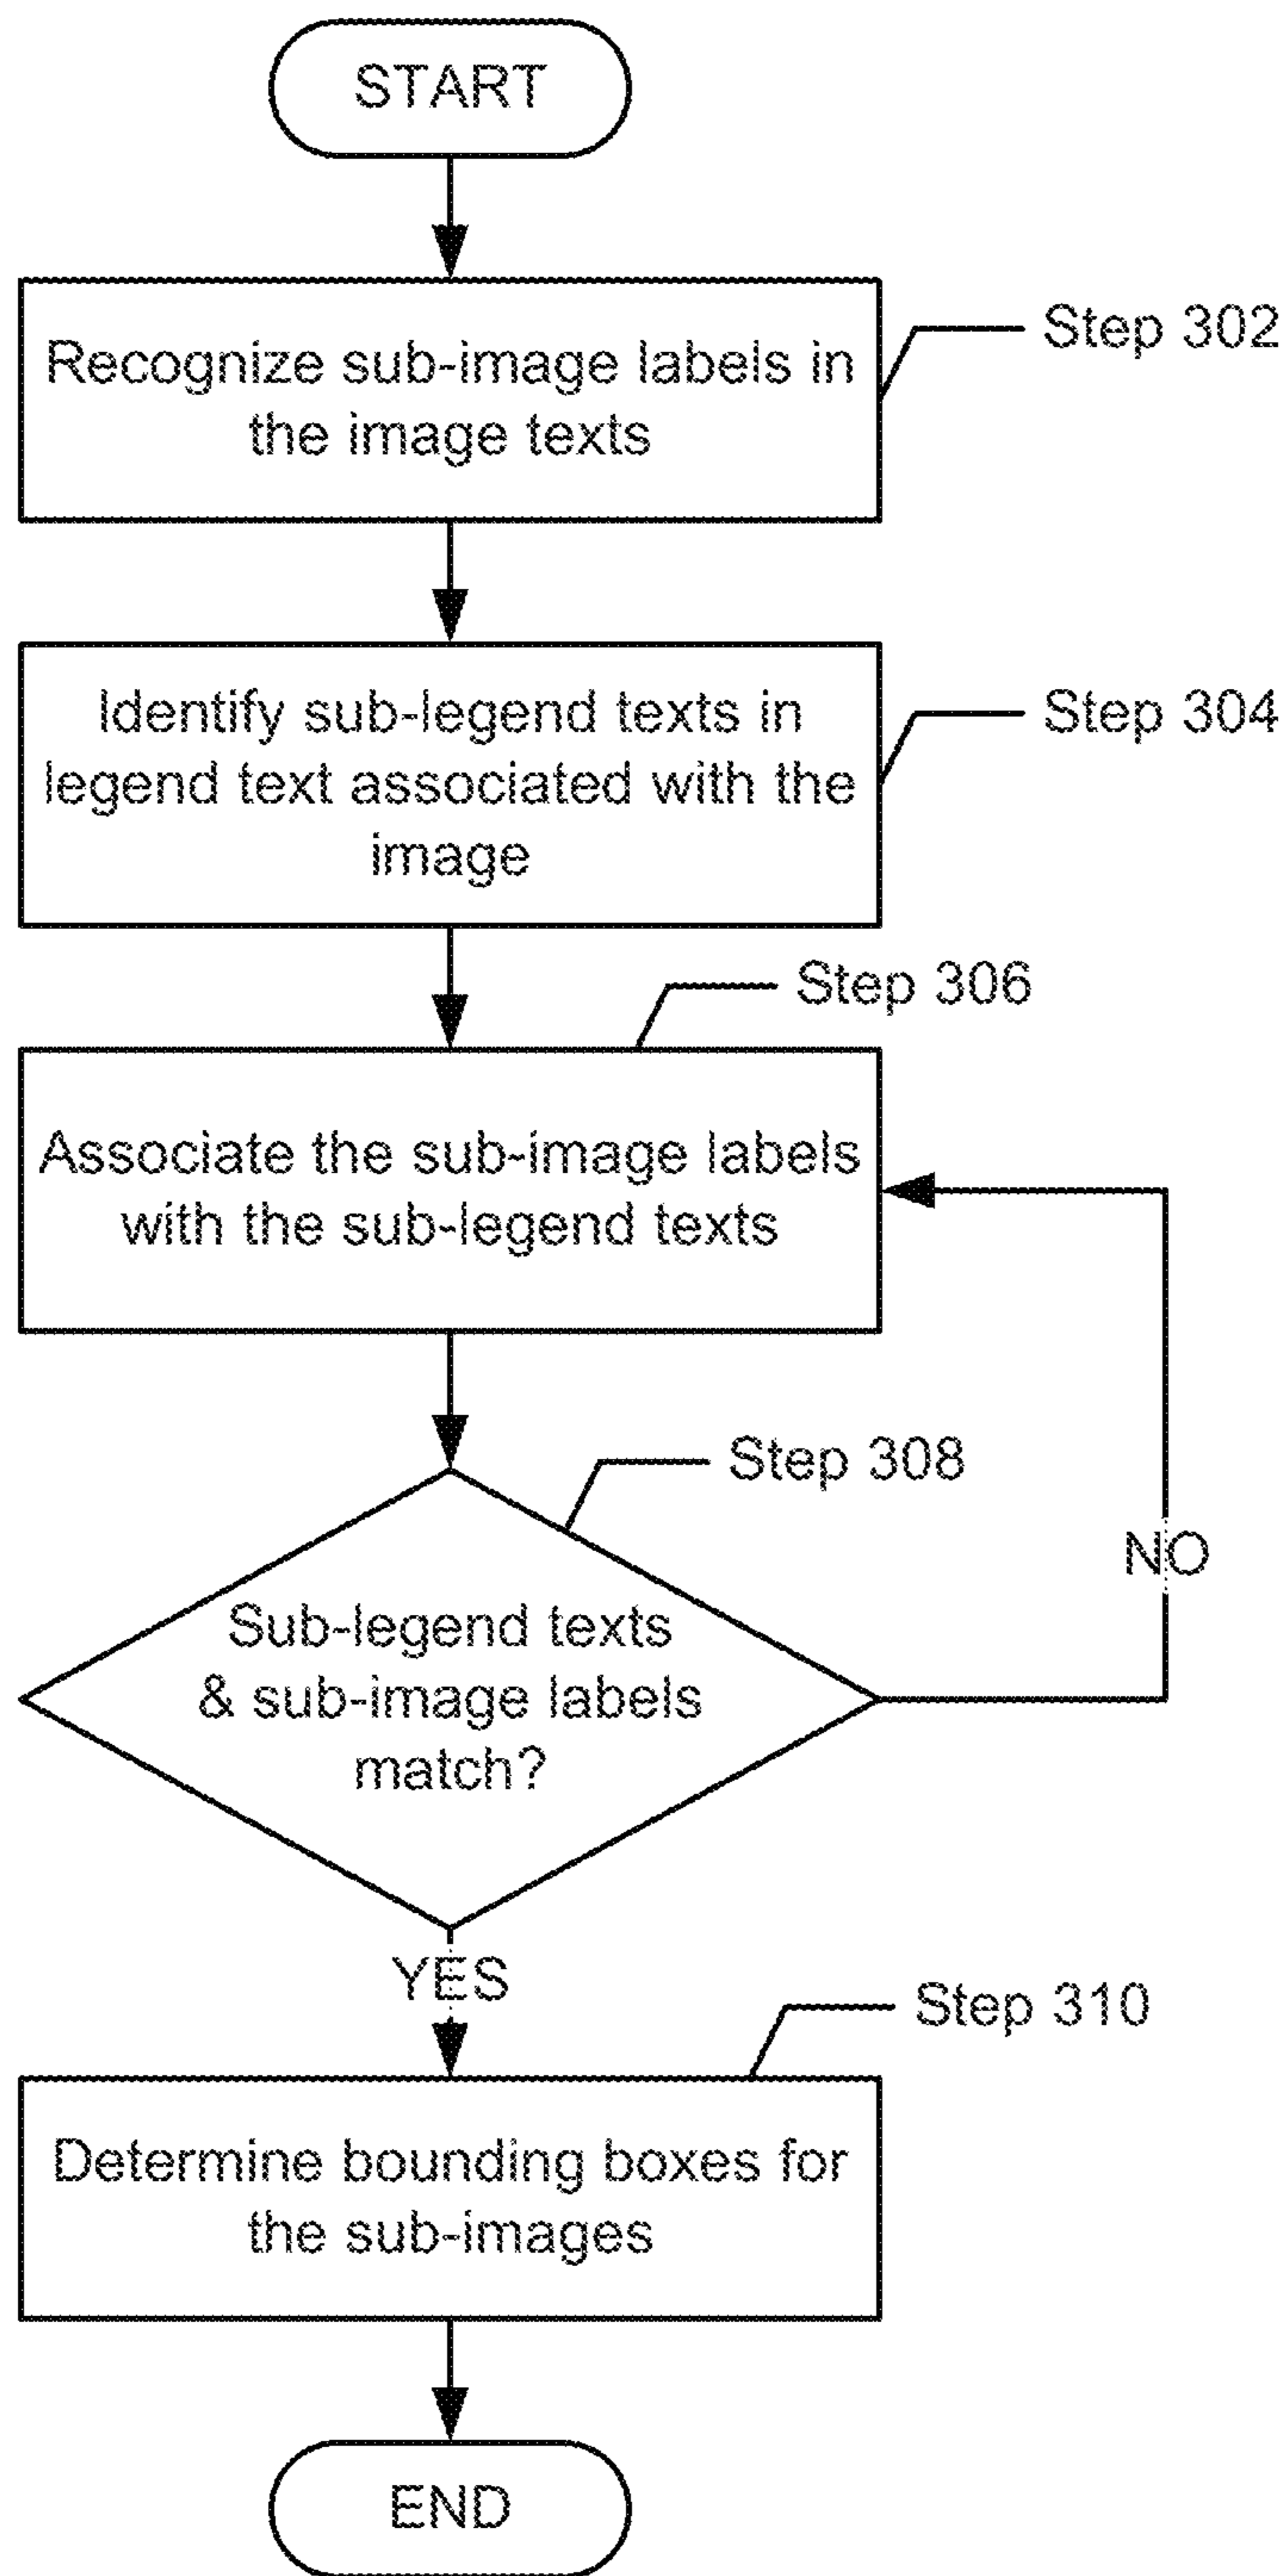 START
Recognize sub-image labels in
the image texts
Step 302
Identify sub-legend texts in
legend text associated with the
image
Step 304
Step 306
Associate the sub-image labels
with the sub-legend texts
Step 308
Sub-legend texts
& sub-image labels
match?
NO
YES
Step 310
Determine bounding boxes for
the sub-images
END